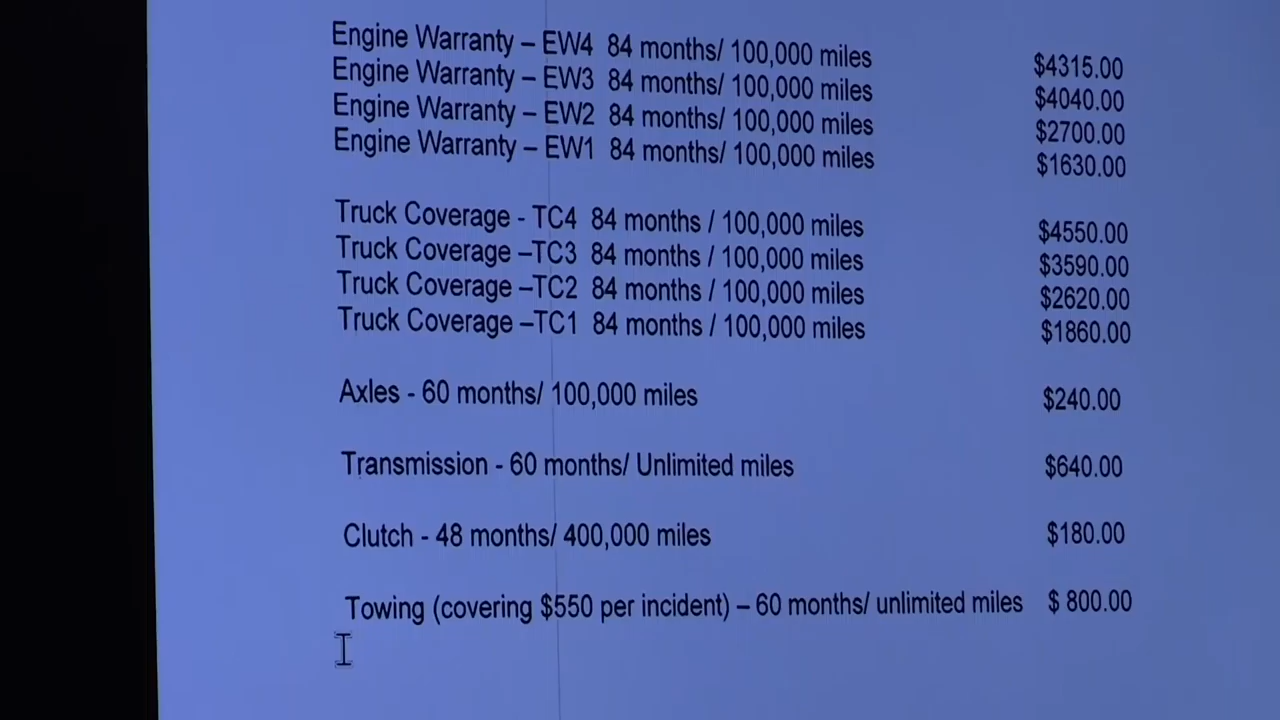 Engine Warranty – EW4 84 months/ 100,000 miles $4315.00
Engine Warranty – EW3 84 months/ 100,000 miles $4040.00
Engine Warranty – EW2 84 months/ 100,000 miles $2700.00
Engine Warranty – EW1 84 months/ 100,000 miles $1630.00
Truck Coverage - TC4 84 months / 100,000 miles $4550.00
Truck Coverage –TC3 84 months / 100,000 miles $3590.00
Truck Coverage –TC2 84 months / 100,000 miles $2620.00
Truck Coverage –TC1 84 months / 100,000 miles $1860.00
Axles - 60 months/ 100,000 miles $240.00
Transmission - 60 months/ Unlimited miles $640.00
Clutch - 48 months/ 400,000 miles $180.00
Towing (covering $550 per incident) – 60 months/ unlimited miles $ 800.00